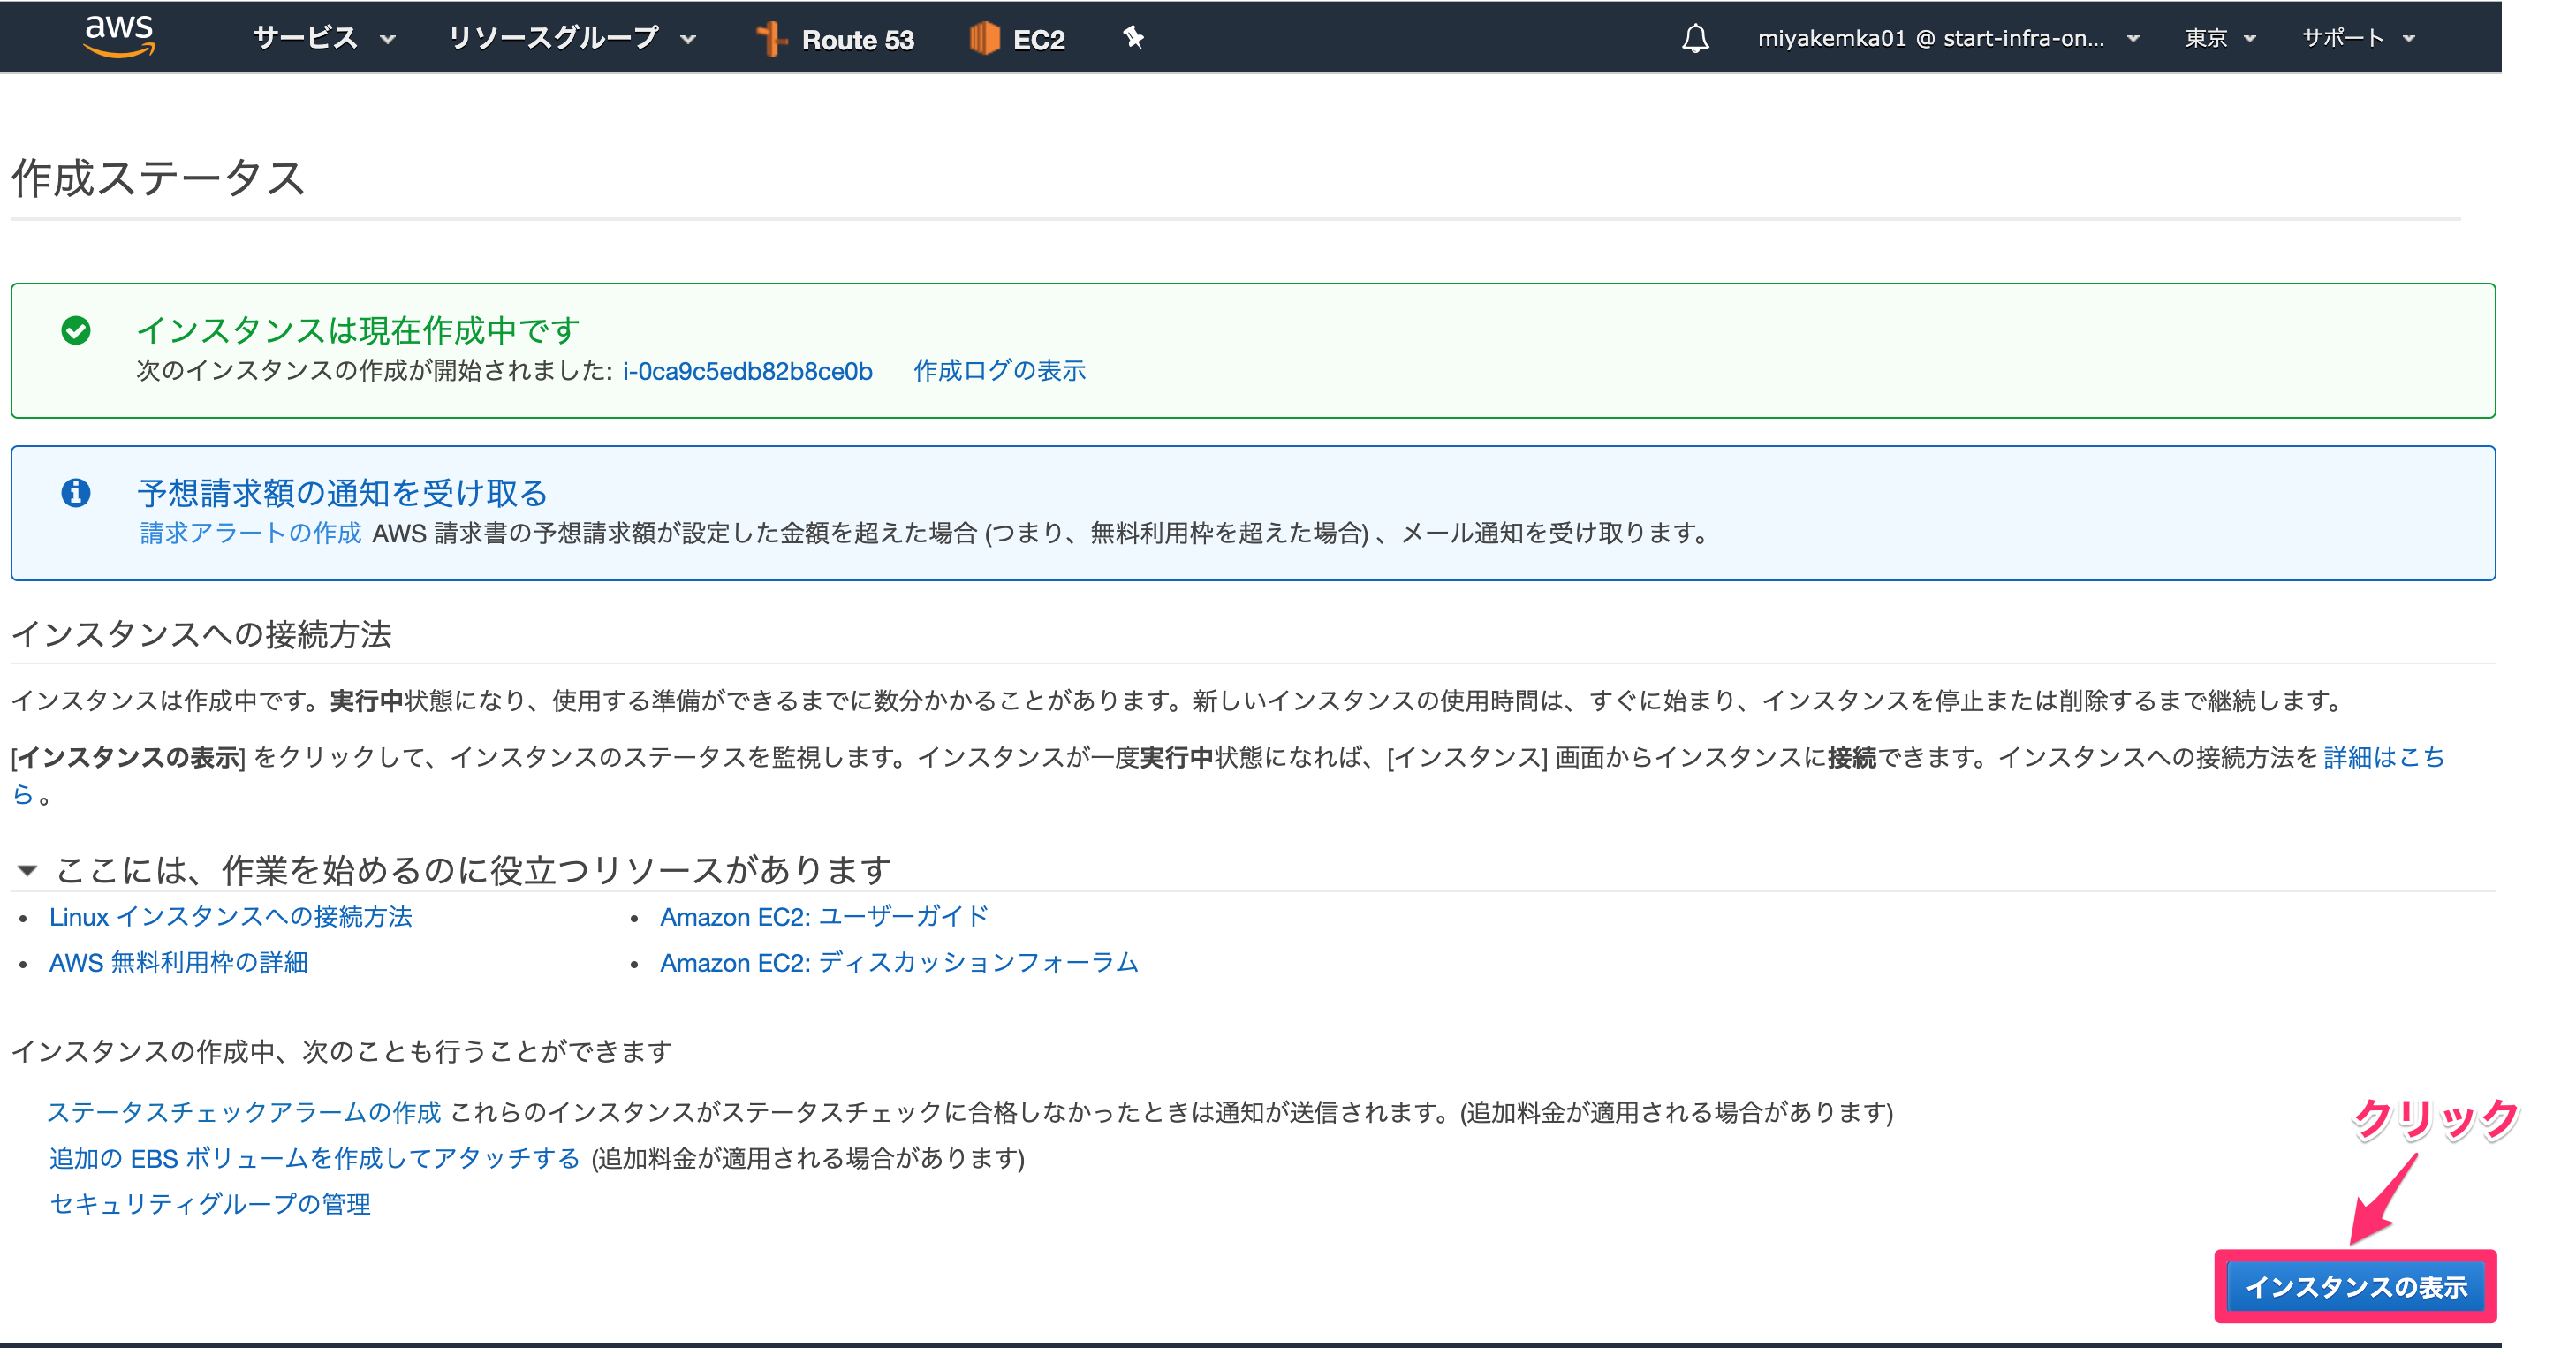 aws サービス リソースグループ Route 53 EC2 miyakemka01 @ start-infra-on... 東京 サポート
作成ステータス
インスタンスは現在作成中です
次のインスタンスの作成が開始されました: i-0ca9c5edb82b8ce0b 作成ログの表示
予想請求額の通知を受け取る
請求アラートの作成 AWS 請求書の予想請求額が設定した金額を超えた場合 (つまり、無料利用枠を超えた場合) 、メール通知を受け取ります。
インスタンスへの接続方法
インスタンスは作成中です。実行中状態になり、使用する準備ができるまでに数分かかることがあります。新しいインスタンスの使用時間は、すぐに始まり、インスタンスを停止または削除するまで継続します。
[インスタンスの表示] をクリックして、インスタンスのステータスを監視します。インスタンスが一度実行中状態になれば、[インスタンス] 画面からインスタンスに接続できます。インスタンスへの接続方法を 詳細はこち
ら 。
ここには、作業を始めるのに役立つリソースがあります
• Linux インスタンスへの接続方法 • Amazon EC2: ユーザーガイド
• AWS 無料利用枠の詳細 • Amazon EC2: ディスカッションフォーラム
インスタンスの作成中、次のことも行うことができます
ステータスチェックアラームの作成 これらのインスタンスがステータスチェックに合格しなかったときは通知が送信されます。(追加料金が適用される場合があります)
追加の EBS ボリュームを作成してアタッチする (追加料金が適用される場合があります)
セキュリティグループの管理
クリック
インスタンスの表示